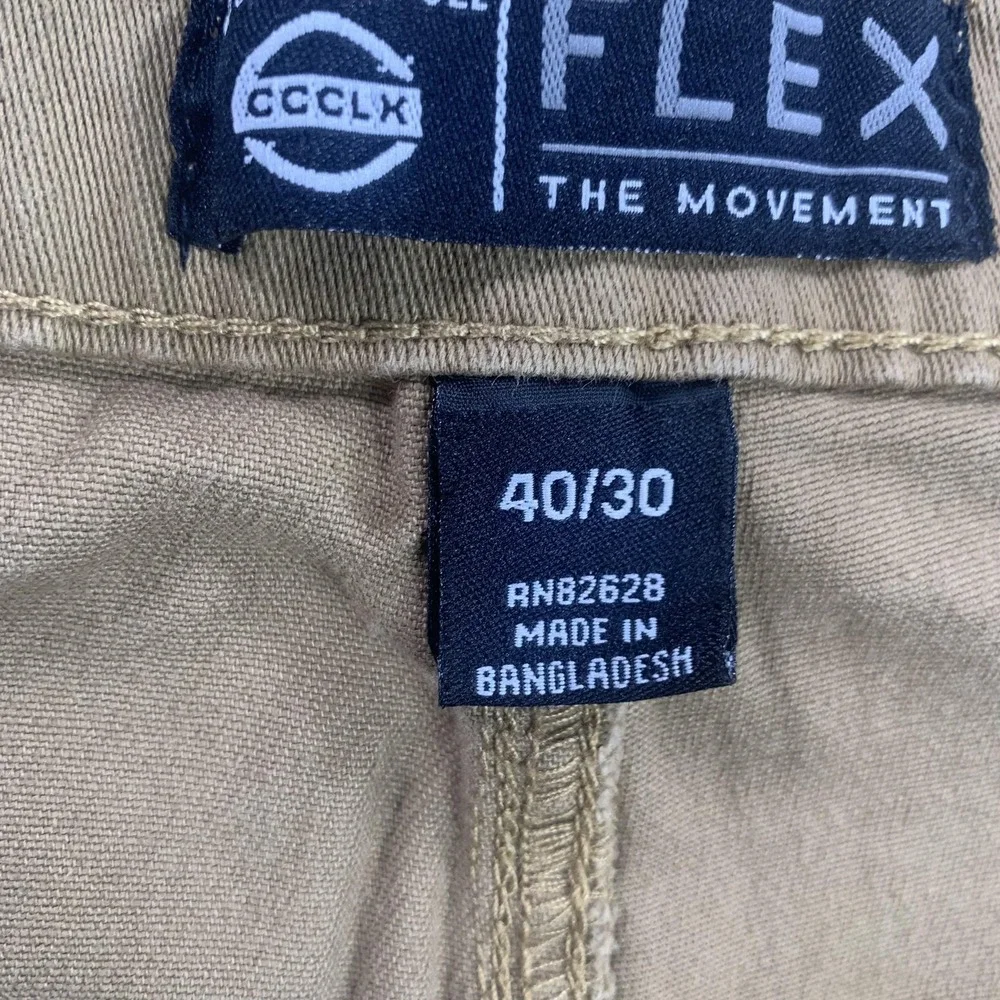 CCCLX
FLEX
THE MOVEMENT
40/30
RN82628
MADE IN
BANGLADESH